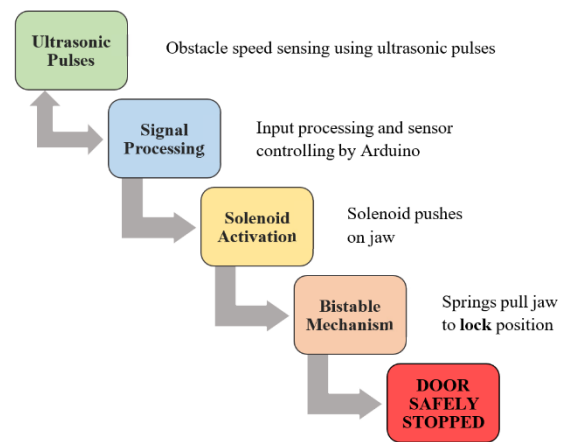 Ultrasonic
Pulses
Obstacle speed sensing using ultrasonic pulses
Signal
Processing
Input processing and sensor
controlling by Arduino
Solenoid
Activation
Solenoid pushes
on jaw
Bistable
Mechanism
Springs pull jaw
to lock position
DOOR
SAFELY
STOPPED